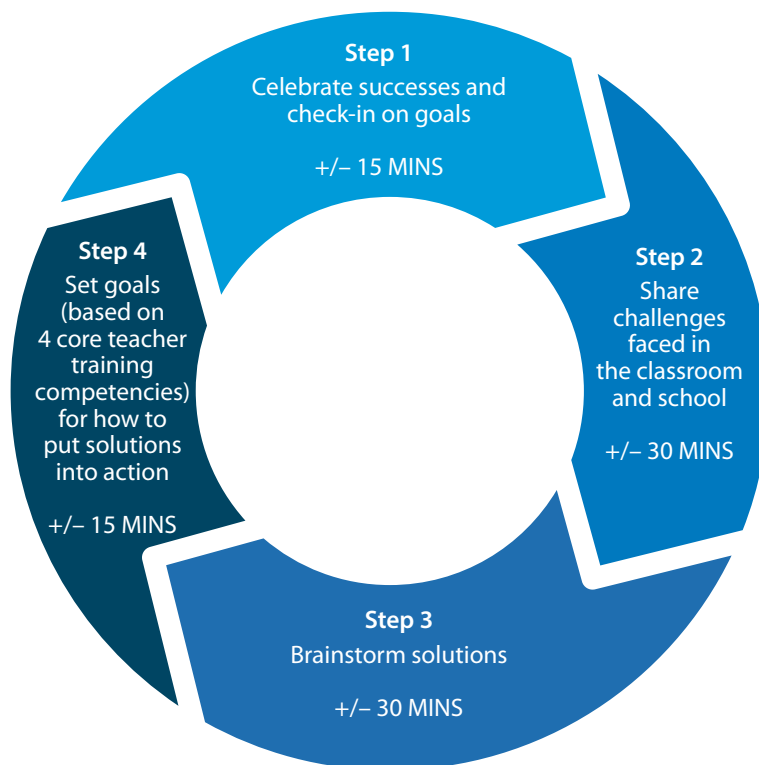 Step 1
Celebrate successes and
check-in on goals
+/– 15 MINS
Step 2
Share
challenges
faced in
the classroom
and school
+/– 30 MINS
Step 3
Brainstorm solutions
+/– 30 MINS
Step 4
Set goals
(based on
4 core teacher
training
competencies)
for how to
put solutions
into action
+/– 15 MINS